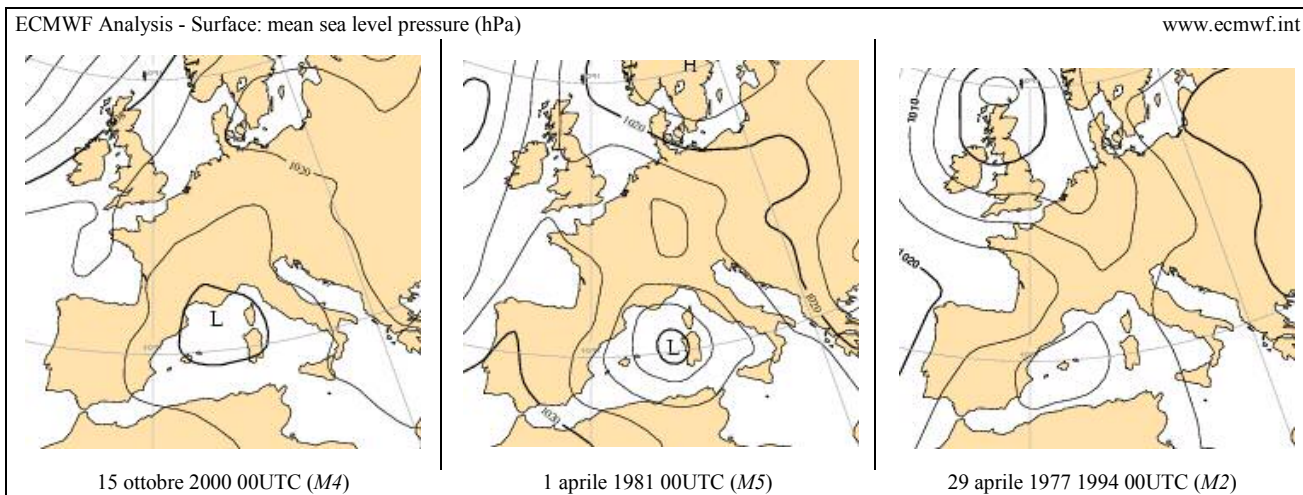 ECMWF Analysis - Surface: mean sea level pressure (hPa) www.ecmwf.int
1020
L
15 ottobre 2000 00UTC (M4)
H
1020
1020
L
1020
1 aprile 1981 00UTC (M5)
1010
1020
29 aprile 1977 1994 00UTC (M2)